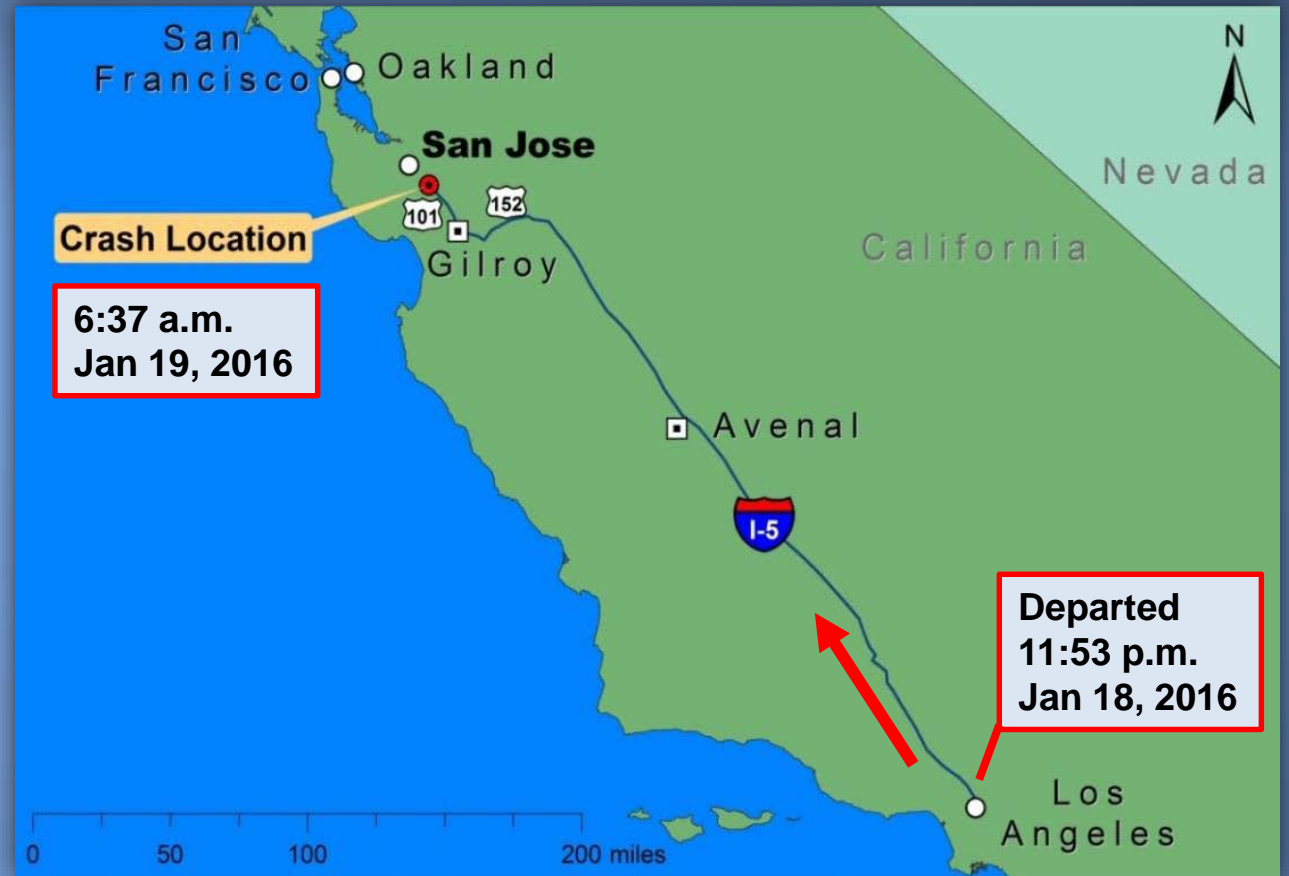 San
Francisco
Oakland
N
San Jose
Nevada
152
101
Crash Location
California
Gilroy
6:37 a.m.
Jan 19, 2016
Avenal
I-5
Departed
11:53 p.m.
Jan 18, 2016
Los
Angeles
0 50 100 200 miles